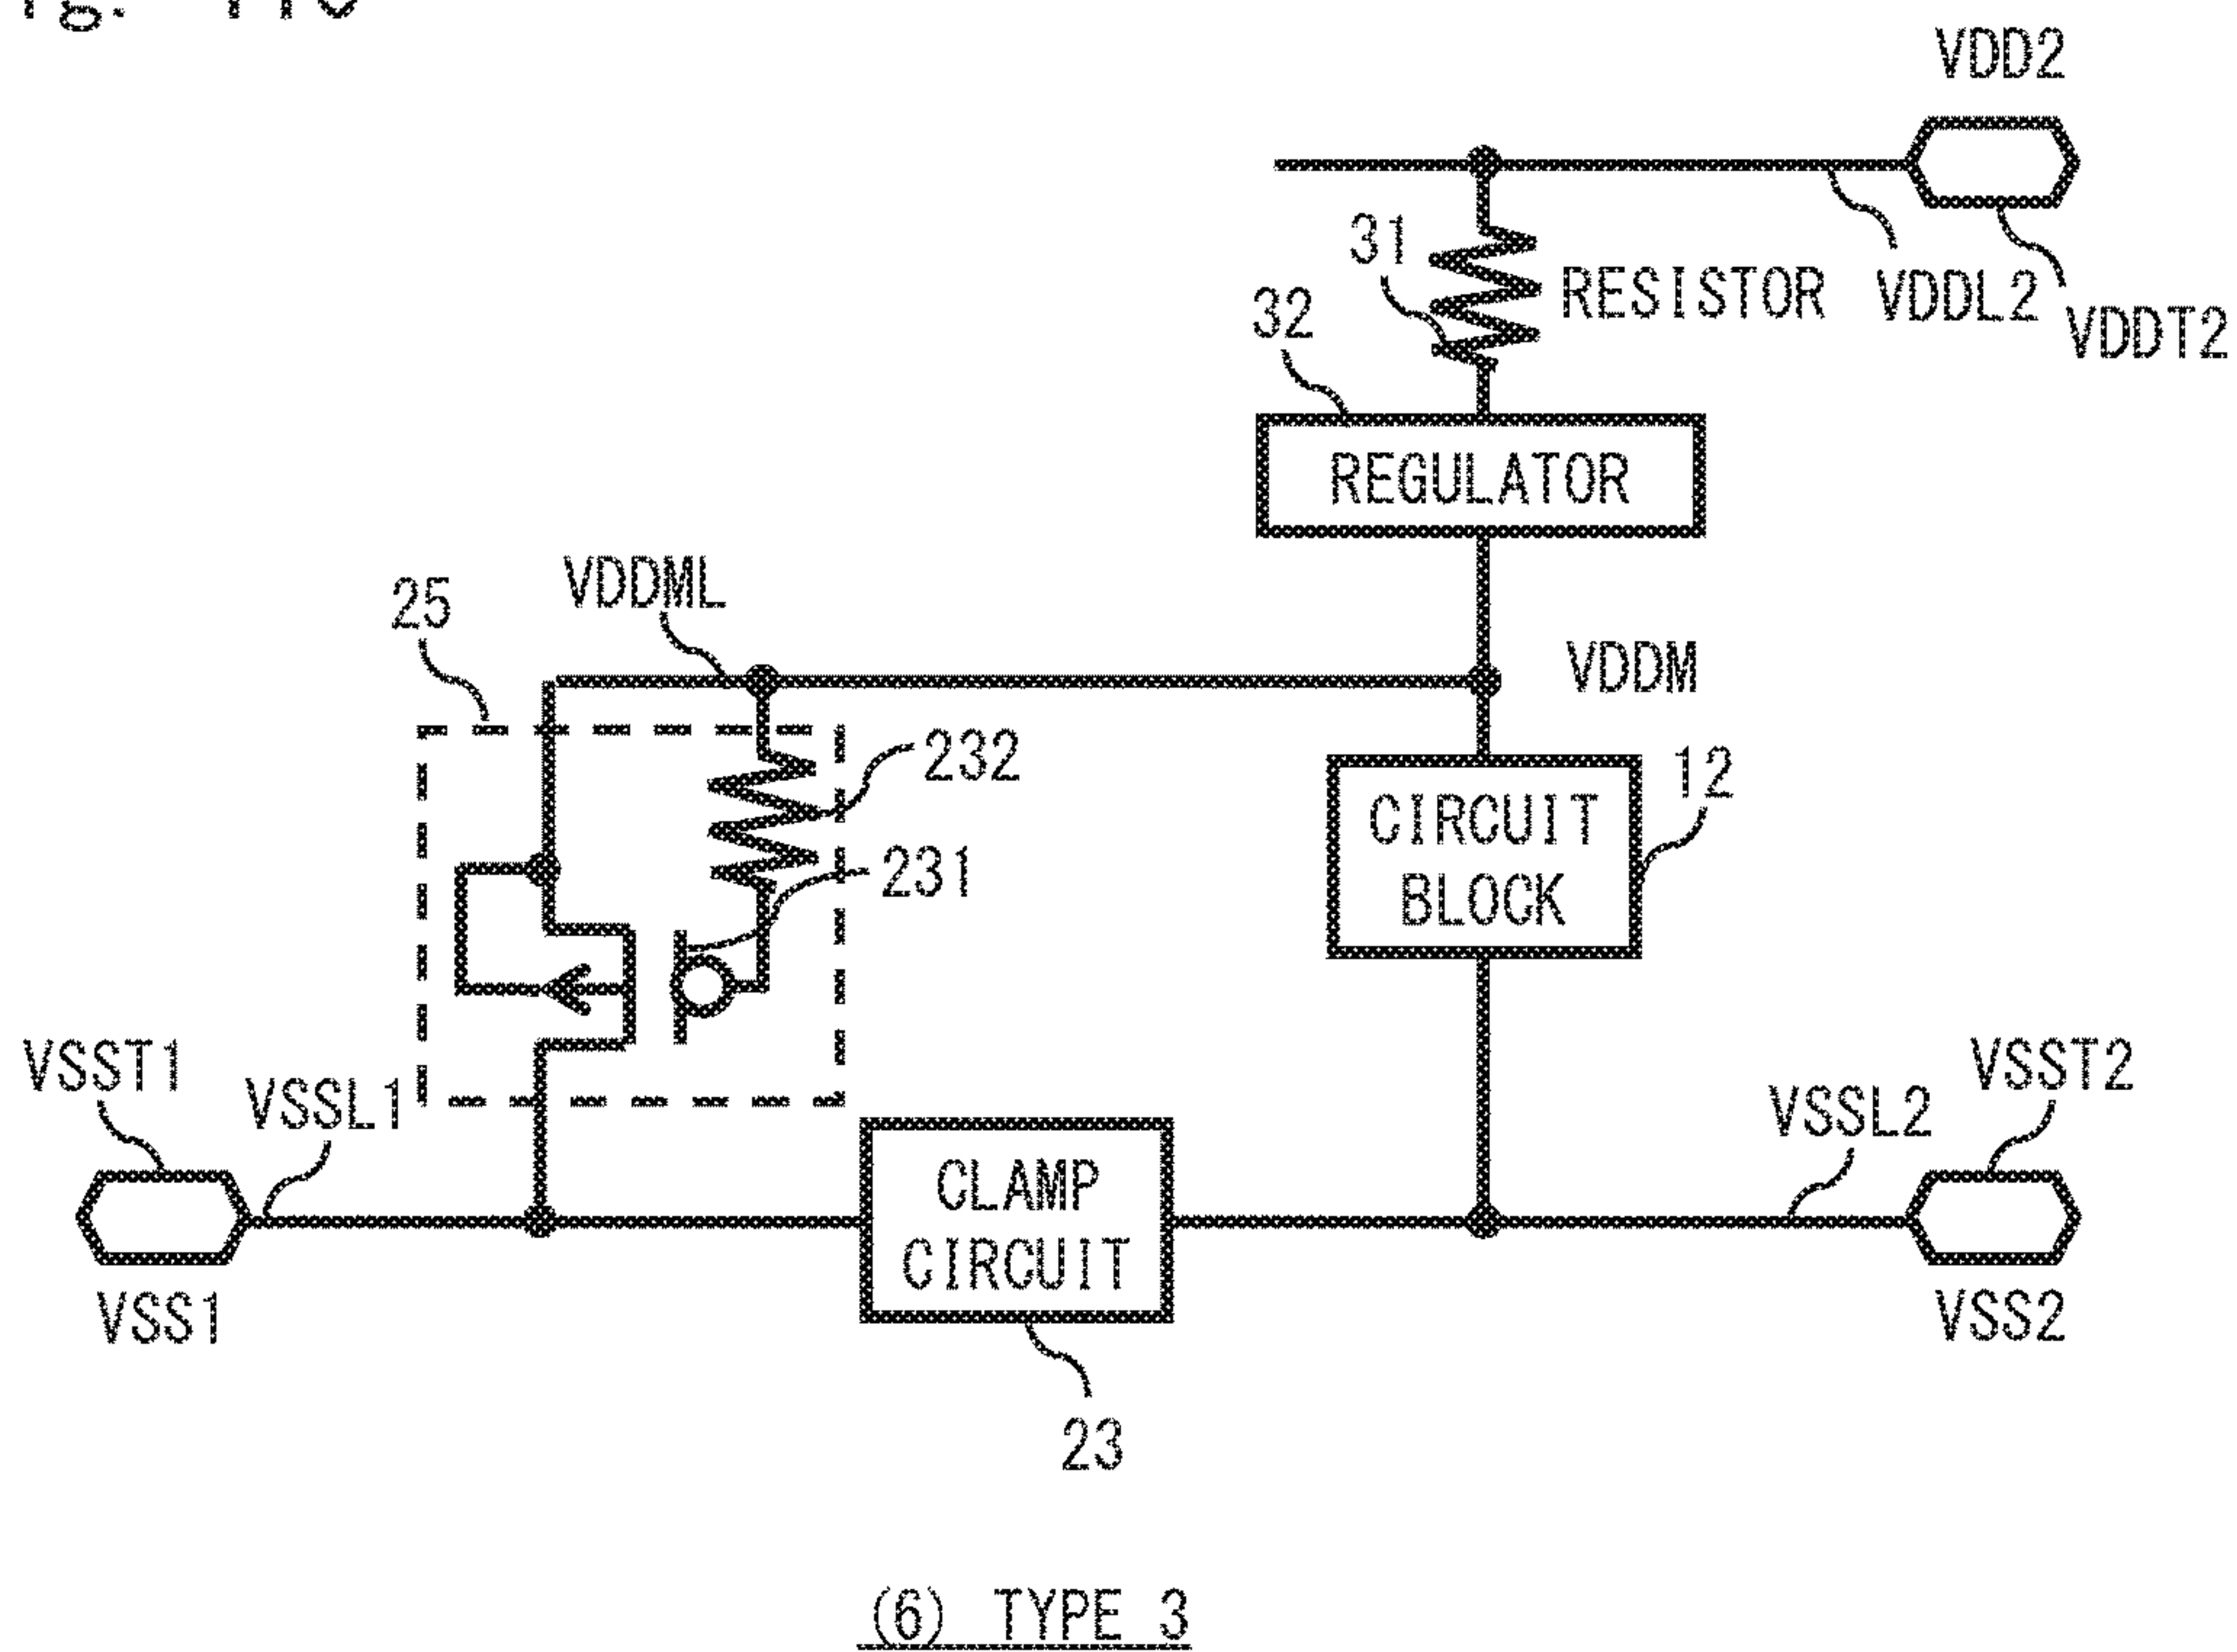 VDD2
31
RESISTOR
VDDL2
VDDT2
32
REGULATOR
25
VDDML
VDDM
232
12
CIRCUIT
BLOCK
231
VSST1
VSSL1
VSSL2
VSST2
CLAMP
CIRCUIT
VSS1
VSS2
23
(6) TYPE 3